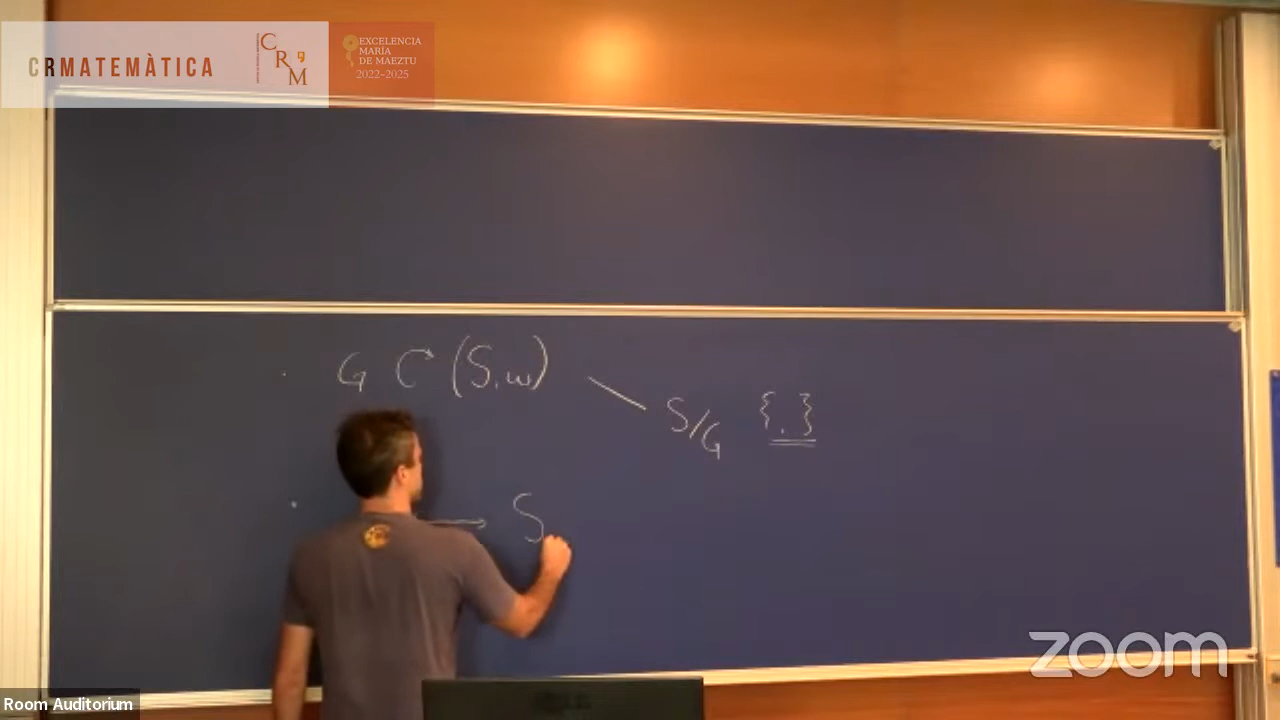 CRMATEMÀTICA
CRM
EXCELENCIA
MARÍA
DE MAEZTU
2022-2025
G ⟳ (S, ω)
S/G { , }
→ S
zoom
Room Auditorium